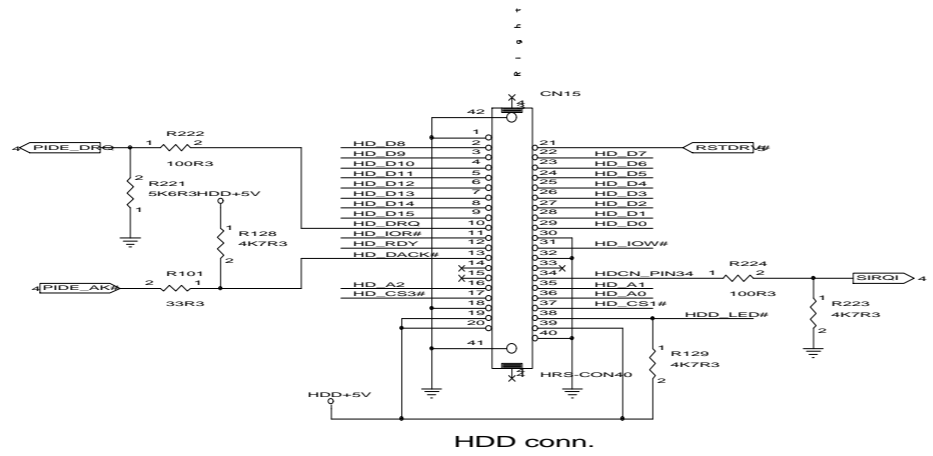 Right
CN15
42
PIDE_DRQ
4
1
R222
2
100R3
2
R221
5K6R3
1
HDD+5V
1
R128
4K7R3
2
4
PIDE_AK#
2
R101
1
33R3
1
HD_D8 2
HD_D9 3
HD_D10 4
HD_D11 5
HD_D12 6
HD_D13 7
HD_D14 8
HD_D15 9
HD_DRQ 10
HD_IOR# 11
HD_RDY 12
HD_DACK# 13
14
15
HD_A2 16
HD_CS3# 17
18
19
20
41
21
22 HD_D7
23 HD_D6
24 HD_D5
25 HD_D4
26 HD_D3
27 HD_D2
28 HD_D1
29 HD_D0
30
31 HD_IOW#
32
33
34 HDCN_PIN34
35 HD_A1
36 HD_A0
37 HD_CS1#
38 HDD_LED#
39
40
1
R224
2
100R3
SIRQI
4
1
R223
4K7R3
2
1
R129
4K7R3
2
HRS-CON40
HDD+5V
HDD conn.